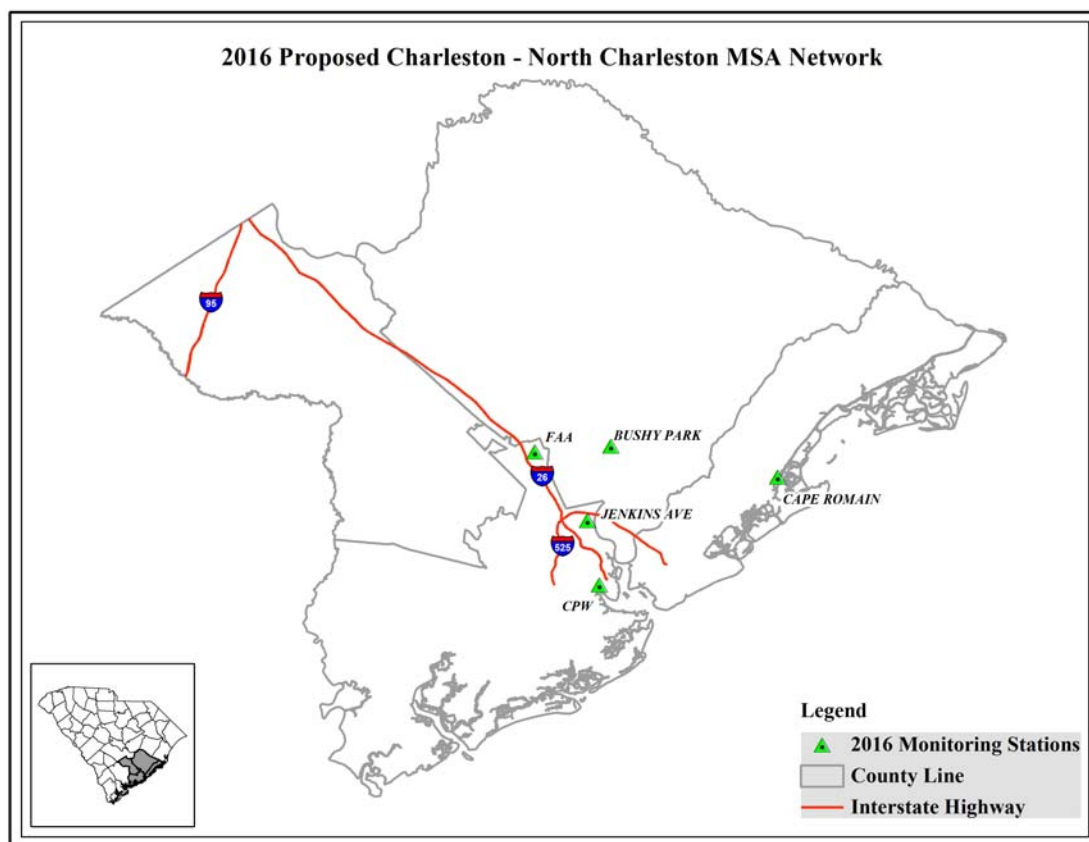 2016 Proposed Charleston - North Charleston MSA Network
95
FAA
BUSHY PARK
26
CAPE ROMAIN
JENKINS AVE
525
CPW
Legend
2016 Monitoring Stations
County Line
Interstate Highway